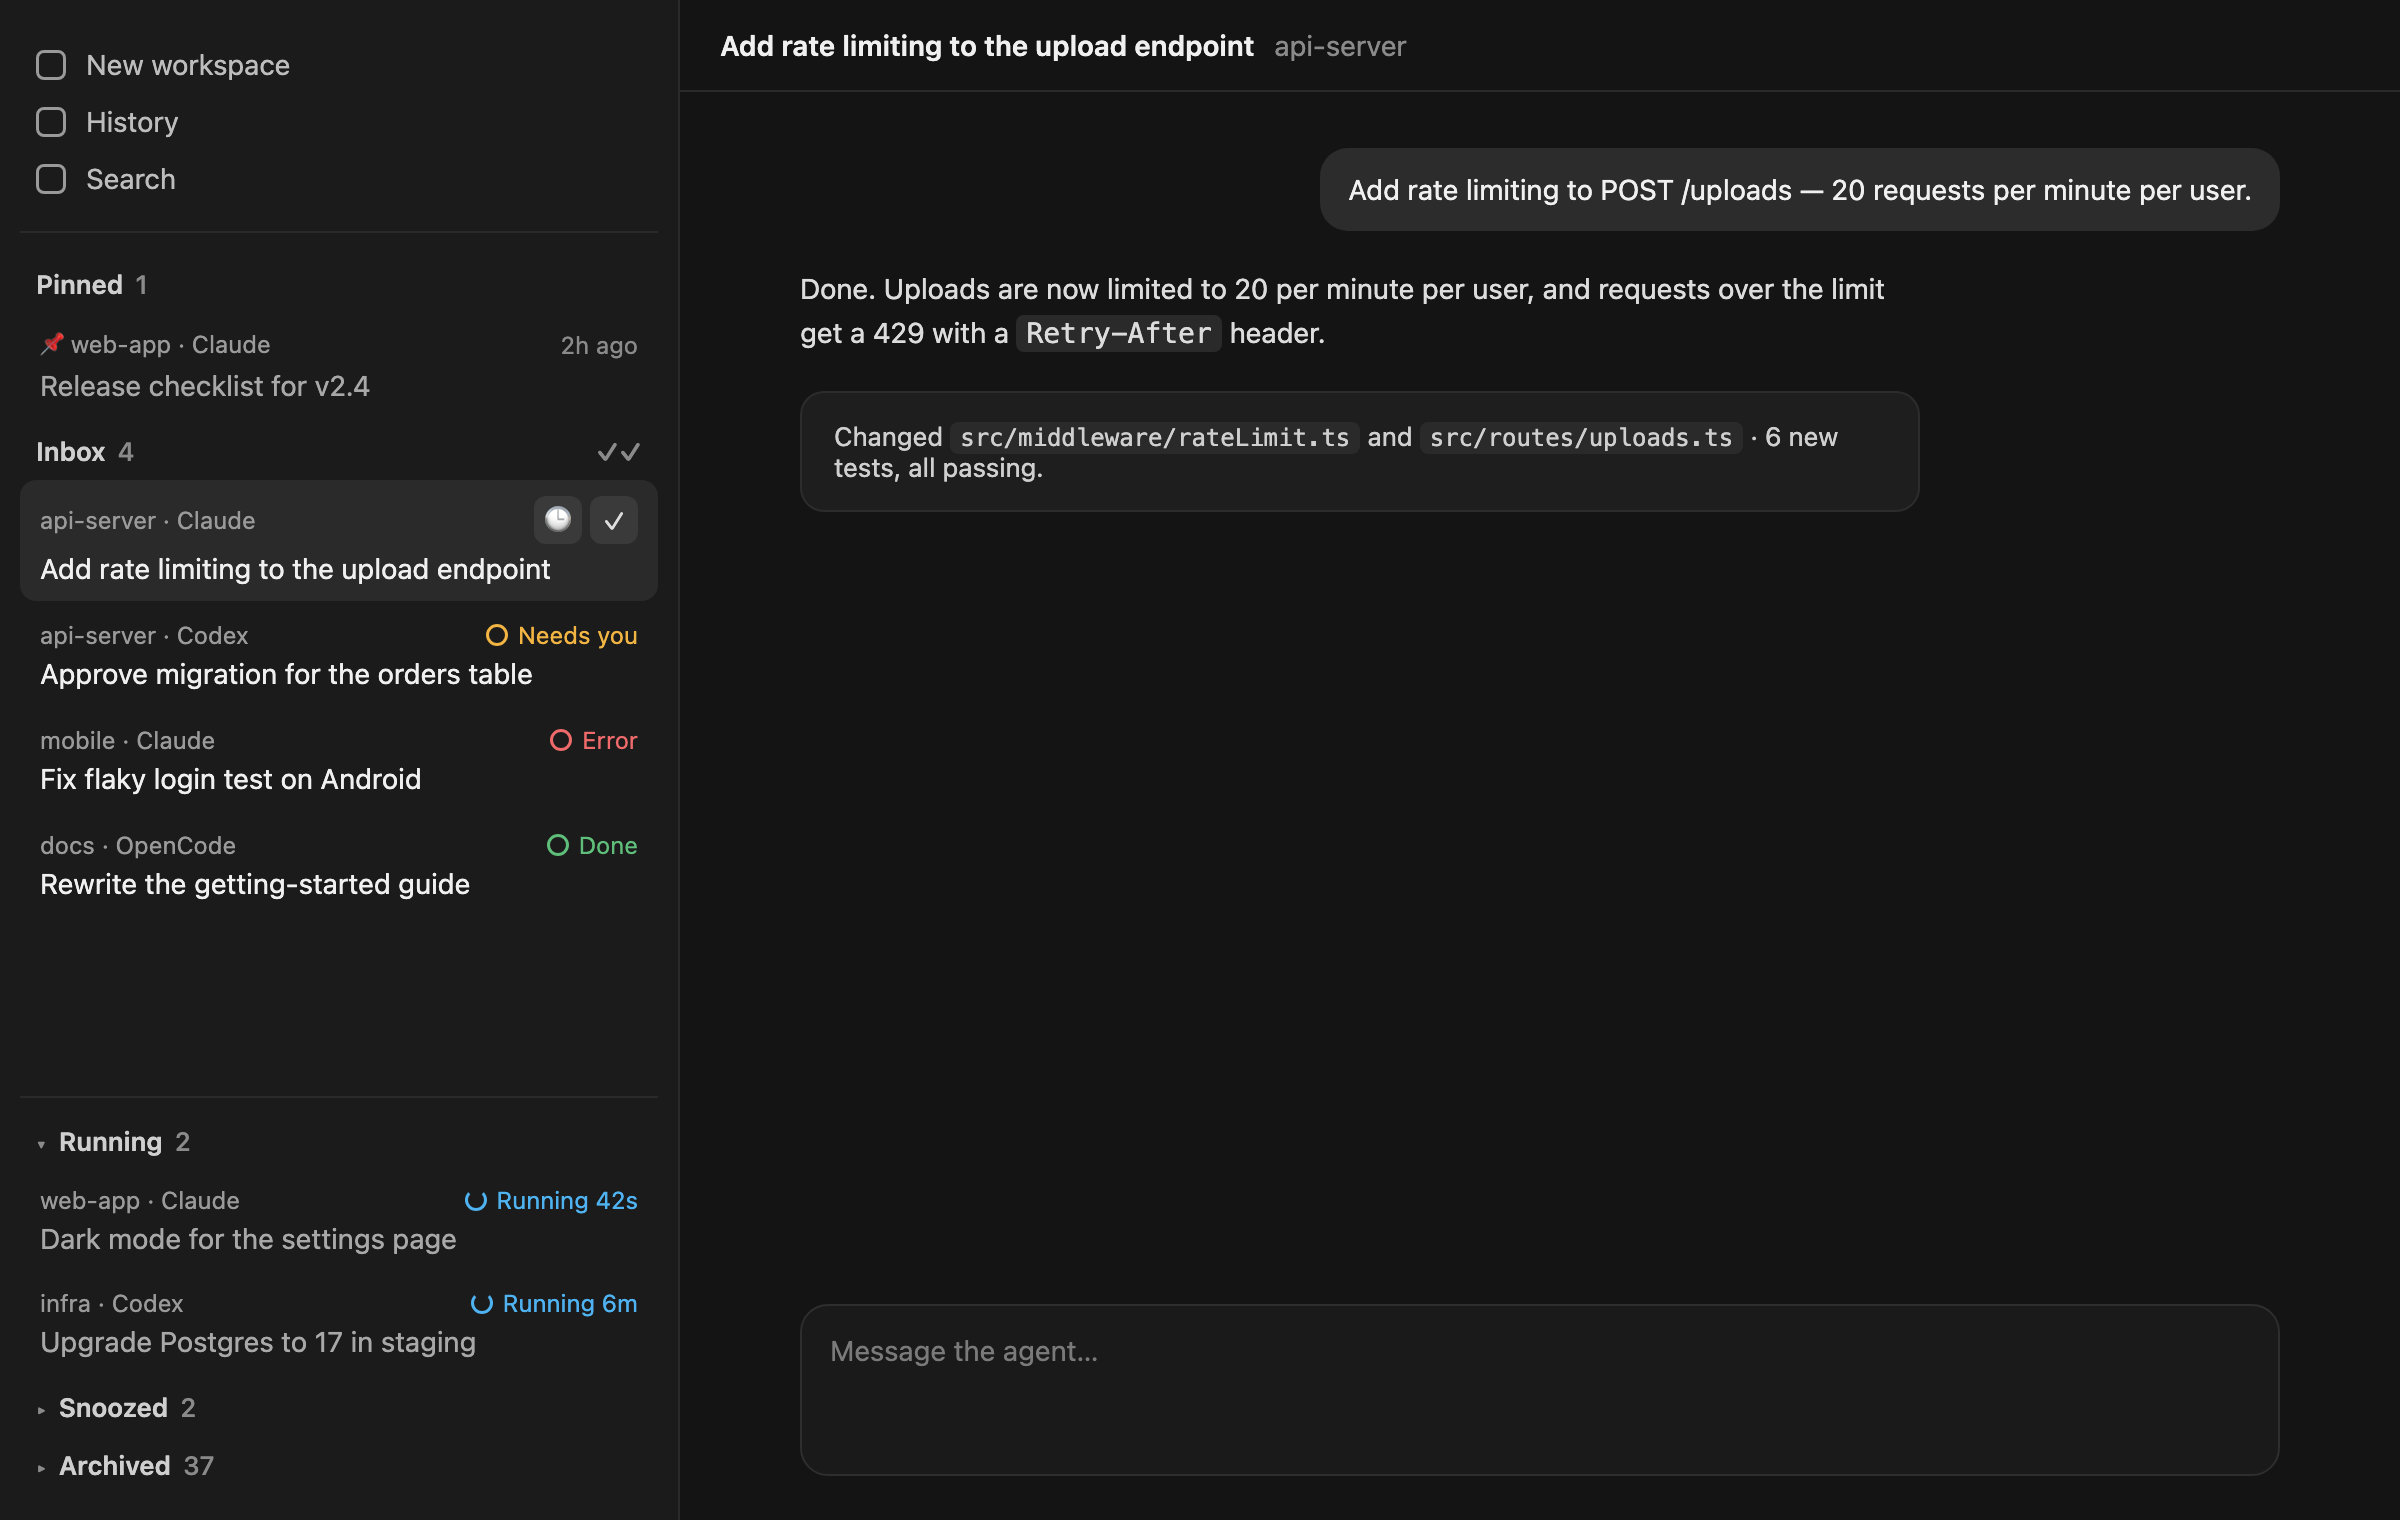 New workspace
History
Search
Pinned 1
web-app · Claude 2h ago
Release checklist for v2.4
Inbox 4
api-server · Claude
Add rate limiting to the upload endpoint
api-server · Codex Needs you
Approve migration for the orders table
mobile · Claude Error
Fix flaky login test on Android
docs · OpenCode Done
Rewrite the getting-started guide
Running 2
web-app · Claude Running 42s
Dark mode for the settings page
infra · Codex Running 6m
Upgrade Postgres to 17 in staging
Snoozed 2
Archived 37
Add rate limiting to the upload endpoint api-server
Add rate limiting to POST /uploads — 20 requests per minute per user.
Done. Uploads are now limited to 20 per minute per user, and requests over the limit
get a 429 with a Retry-After header.
Changed src/middleware/rateLimit.ts and src/routes/uploads.ts · 6 new
tests, all passing.
Message the agent...